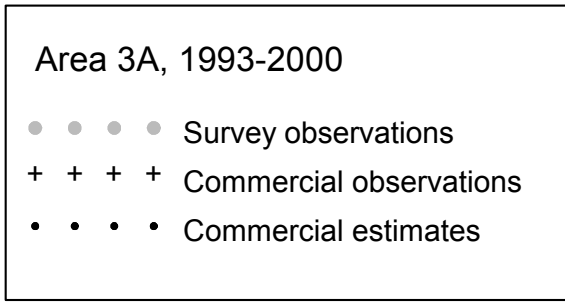 Area 3A, 1993-2000
Survey observations
Commercial observations
Commercial estimates